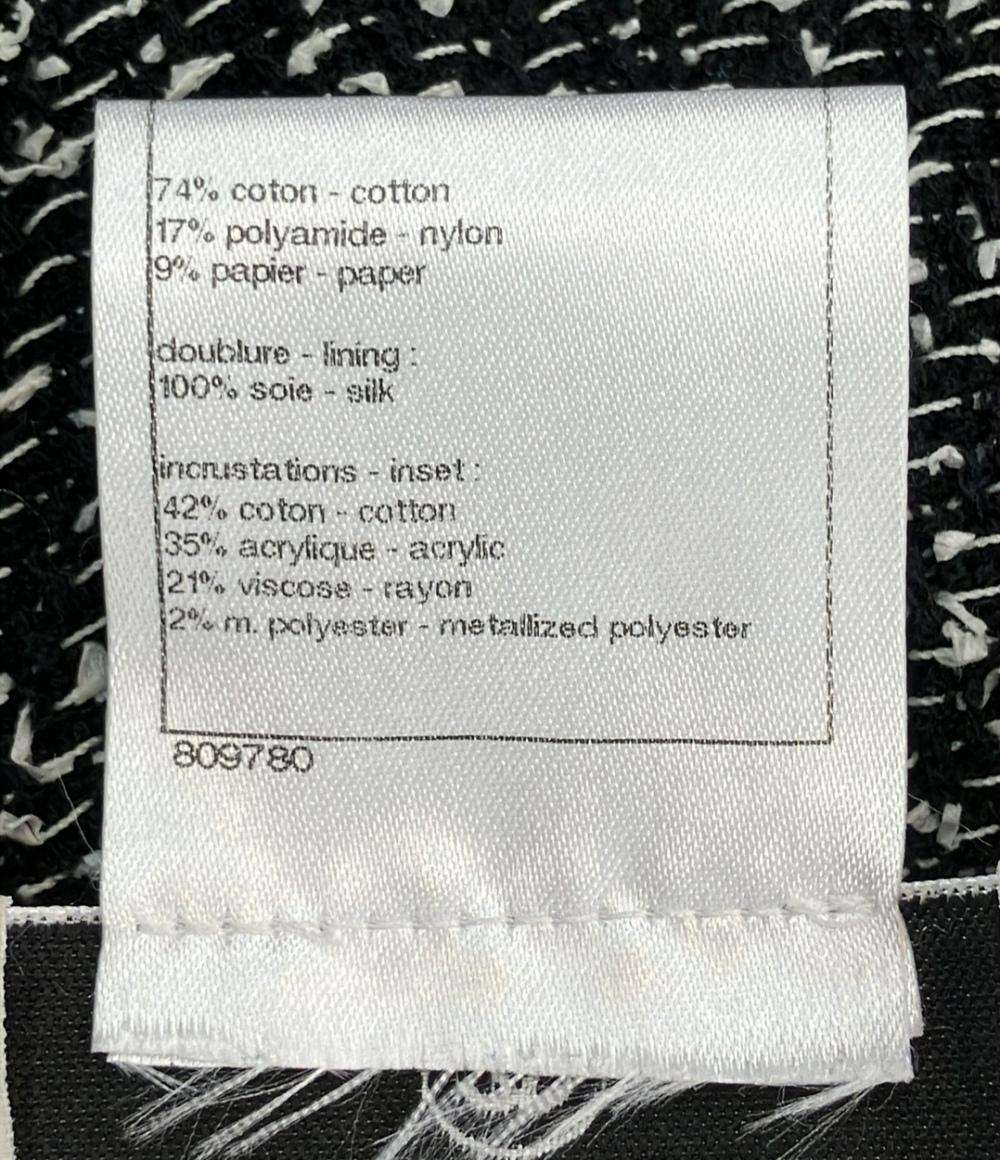 74% coton - cotton
17% polyamide - nylon
9% papier - paper
doublure - lining :
100% soie - silk
incrustations - inset :
42% coton - cotton
35% acrylique - acrylic
21% viscose - rayon
2% m. polyester - metallized polyester
809780